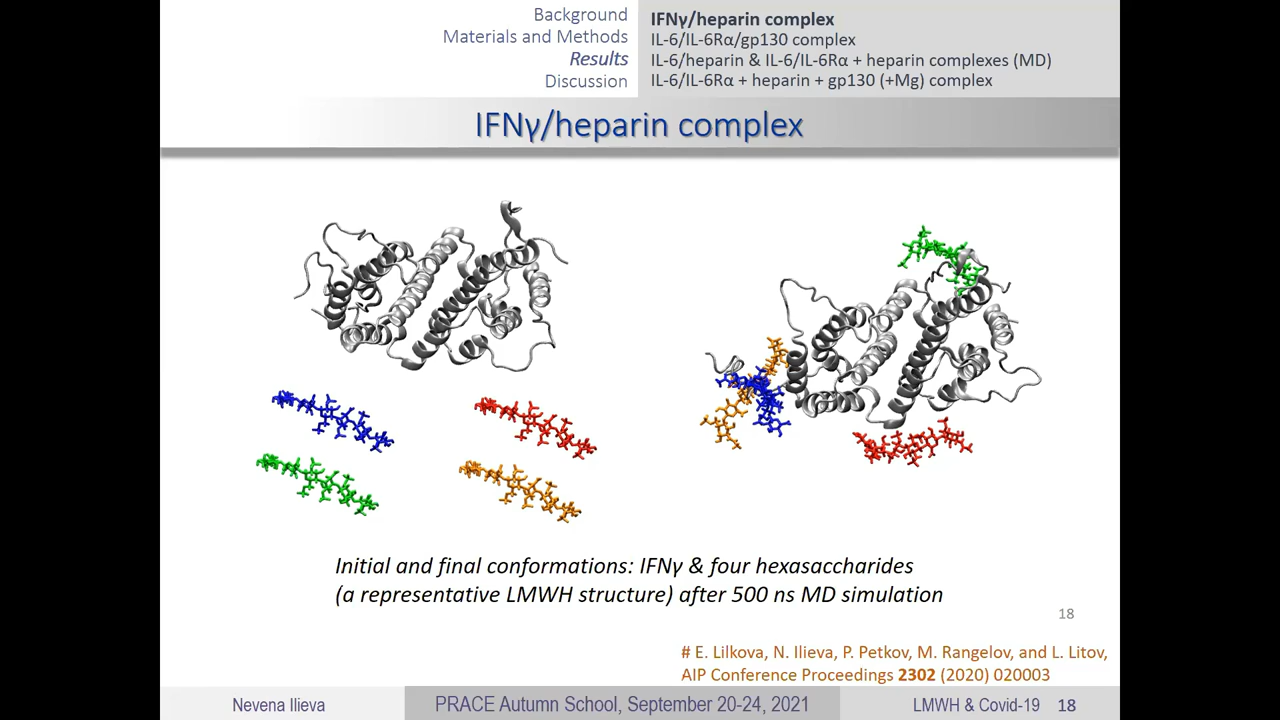 Background
Materials and Methods
Results
Discussion
IFNγ/heparin complex
IL-6/IL-6Rα/gp130 complex
IL-6/heparin & IL-6/IL-6Rα + heparin complexes (MD)
IL-6/IL-6Rα + heparin + gp130 (+Mg) complex
IFNγ/heparin complex
Initial and final conformations: IFNγ & four hexasaccharides
(a representative LMWH structure) after 500 ns MD simulation
18
# E. Lilkova, N. Ilieva, P. Petkov, M. Rangelov, and L. Litov,
AIP Conference Proceedings 2302 (2020) 020003
Nevena Ilieva
PRACE Autumn School, September 20-24, 2021
LMWH & Covid-19 18